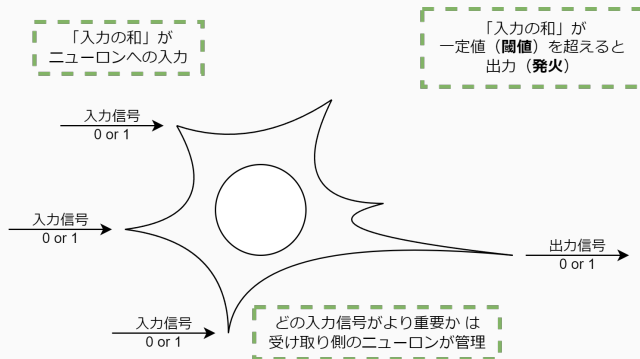 「入力の和」が
ニューロンへの入力
「入力の和」が
一定値（閾値）を超えると
出力（発火）
入力信号
0 or 1
入力信号
0 or 1
出力信号
0 or 1
入力信号
0 or 1
どの入力信号がより重要か は
受け取り側のニューロンが管理